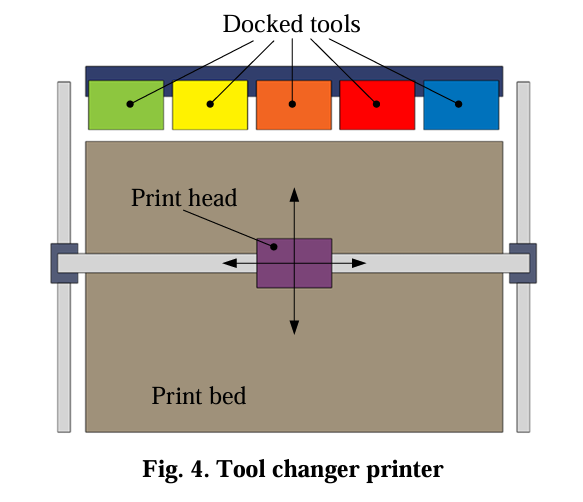 Docked tools
Print head
Print bed
Fig. 4. Tool changer printer